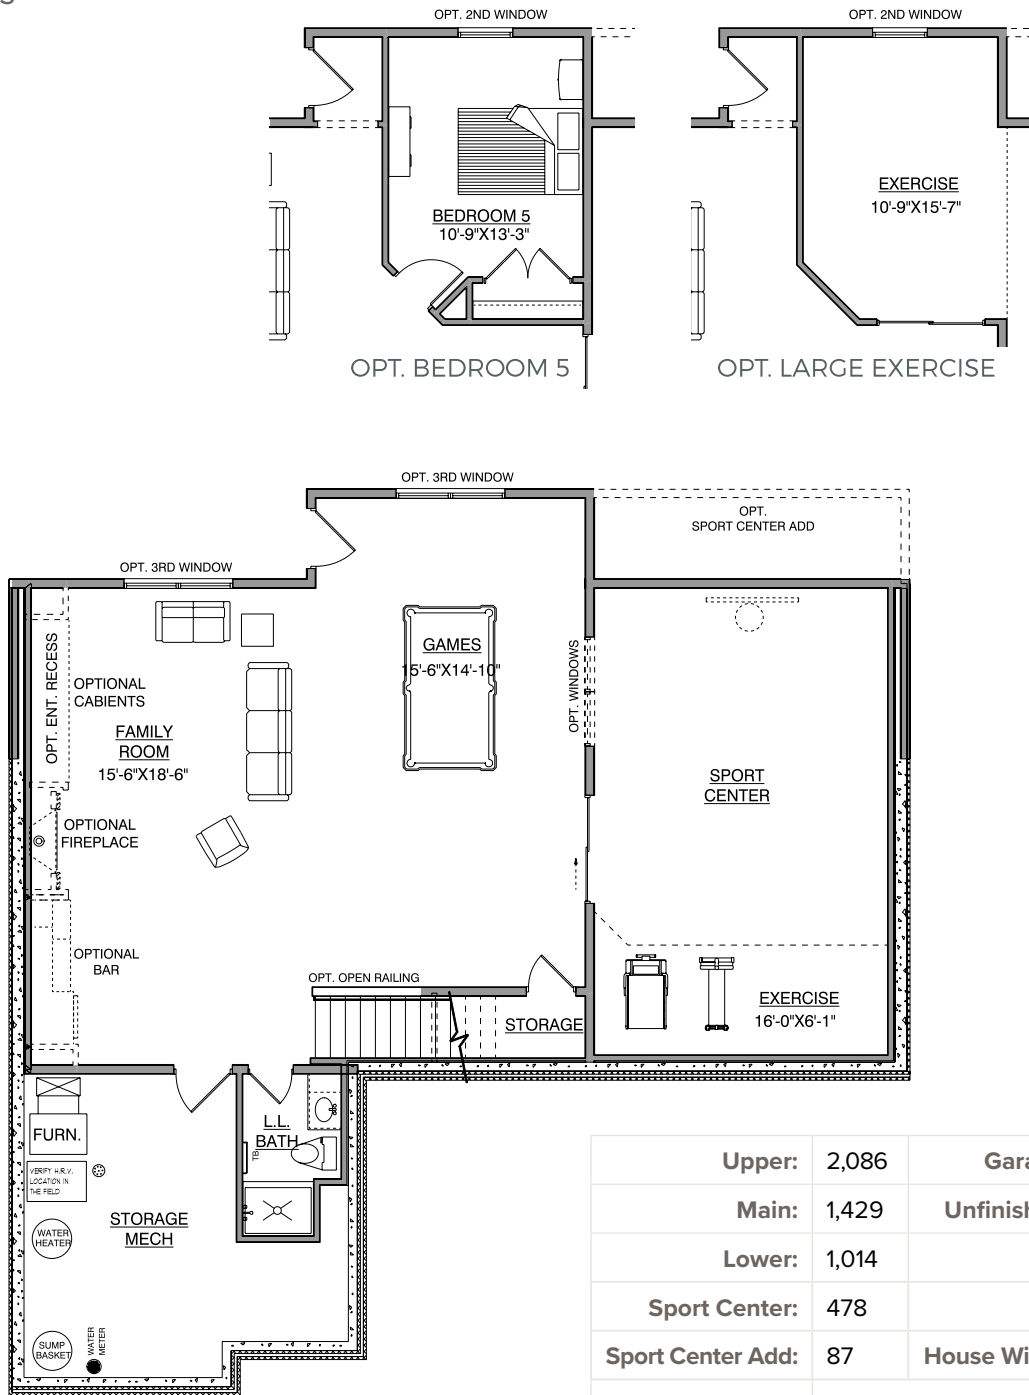 OPT. 2ND WINDOW
OPT. 2ND WINDOW
BEDROOM 5
10'-9"X13'-3"
EXERCISE
10'-9"X15'-7"
OPT. BEDROOM 5
OPT. LARGE EXERCISE
OPT. 3RD WINDOW
OPT.
SPORT CENTER ADD
OPT. 3RD WINDOW
OPT. ENT. RECESS
OPTIONAL
CABIENTS
FAMILY
ROOM
15'-6"X18'-6"
GAMES
15'-6"X14'-10"
OPT. WINDOWS
SPORT
CENTER
OPTIONAL
FIREPLACE
OPTIONAL
BAR
OPT. OPEN RAILING
STORAGE
EXERCISE
16'-0"X6'-1"
FURN.
VERIFY H.R.V.
LOCATION IN
THE FIELD
L.L.
BATH
TB
STORAGE
MECH
WATER
HEATER
SUMP
BASKET
WATER
METER
Upper: 2,086
Main: 1,429
Lower: 1,014
Sport Center: 478
Sport Center Add: 87 House